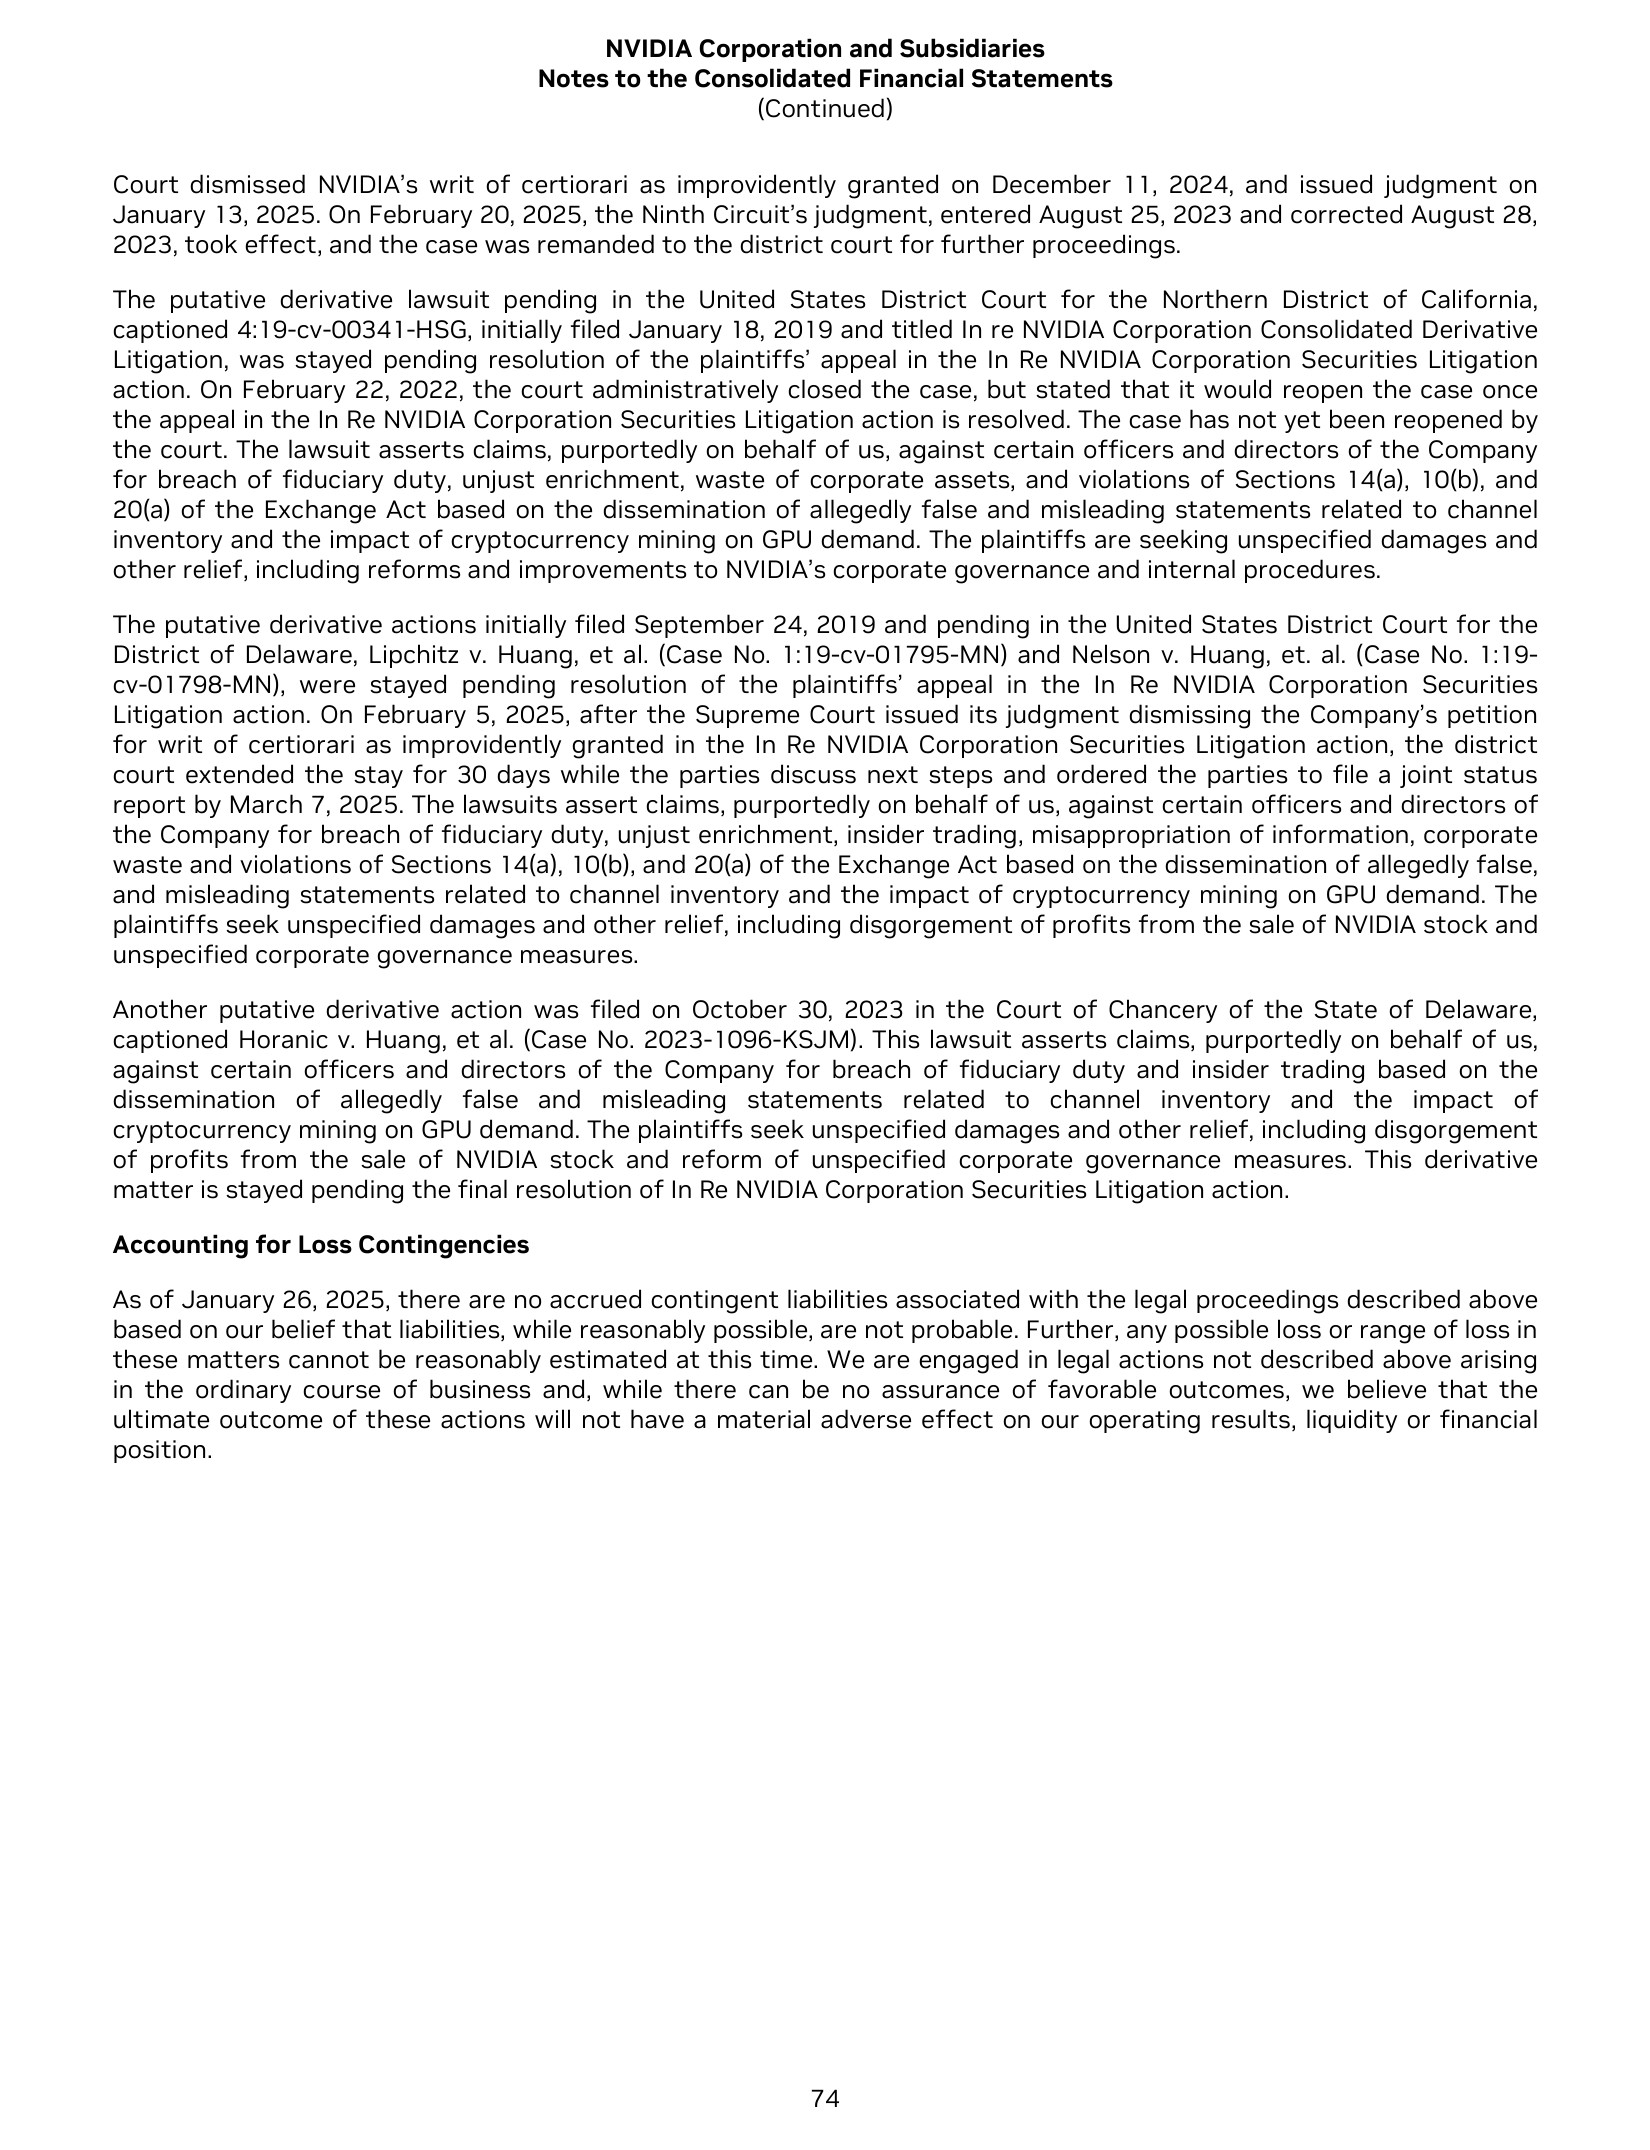 NVIDIA Corporation and Subsidiaries
Notes to the Consolidated Financial Statements
(Continued)
Court dismissed NVIDIA’s writ of certiorari as improvidently granted on December 11, 2024, and issued judgment on
January 13, 2025. On February 20, 2025, the Ninth Circuit’s judgment, entered August 25, 2023 and corrected August 28,
2023, took effect, and the case was remanded to the district court for further proceedings.
The putative derivative lawsuit pending in the United States District Court for the Northern District of California,
captioned 4:19-cv-00341-HSG, initially filed January 18, 2019 and titled In re NVIDIA Corporation Consolidated Derivative
Litigation, was stayed pending resolution of the plaintiffs’ appeal in the In Re NVIDIA Corporation Securities Litigation
action. On February 22, 2022, the court administratively closed the case, but stated that it would reopen the case once
the appeal in the In Re NVIDIA Corporation Securities Litigation action is resolved. The case has not yet been reopened by
the court. The lawsuit asserts claims, purportedly on behalf of us, against certain officers and directors of the Company
for breach of fiduciary duty, unjust enrichment, waste of corporate assets, and violations of Sections 14(a), 10(b), and
20(a) of the Exchange Act based on the dissemination of allegedly false and misleading statements related to channel
inventory and the impact of cryptocurrency mining on GPU demand. The plaintiffs are seeking unspecified damages and
other relief, including reforms and improvements to NVIDIA’s corporate governance and internal procedures.
The putative derivative actions initially filed September 24, 2019 and pending in the United States District Court for the
District of Delaware, Lipchitz v. Huang, et al. (Case No. 1:19-cv-01795-MN) and Nelson v. Huang, et. al. (Case No. 1:19-
cv-01798-MN), were stayed pending resolution of the plaintiffs’ appeal in the In Re NVIDIA Corporation Securities
Litigation action. On February 5, 2025, after the Supreme Court issued its judgment dismissing the Company’s petition
for writ of certiorari as improvidently granted in the In Re NVIDIA Corporation Securities Litigation action, the district
court extended the stay for 30 days while the parties discuss next steps and ordered the parties to file a joint status
report by March 7, 2025. The lawsuits assert claims, purportedly on behalf of us, against certain officers and directors of
the Company for breach of fiduciary duty, unjust enrichment, insider trading, misappropriation of information, corporate
waste and violations of Sections 14(a), 10(b), and 20(a) of the Exchange Act based on the dissemination of allegedly false,
and misleading statements related to channel inventory and the impact of cryptocurrency mining on GPU demand. The
plaintiffs seek unspecified damages and other relief, including disgorgement of profits from the sale of NVIDIA stock and
unspecified corporate governance measures.
Another putative derivative action was filed on October 30, 2023 in the Court of Chancery of the State of Delaware,
captioned Horanic v. Huang, et al. (Case No. 2023-1096-KSJM). This lawsuit asserts claims, purportedly on behalf of us,
against certain officers and directors of the Company for breach of fiduciary duty and insider trading based on the
dissemination of allegedly false and misleading statements related to channel inventory and the impact of
cryptocurrency mining on GPU demand. The plaintiffs seek unspecified damages and other relief, including disgorgement
of profits from the sale of NVIDIA stock and reform of unspecified corporate governance measures. This derivative
matter is stayed pending the final resolution of In Re NVIDIA Corporation Securities Litigation action.
Accounting for Loss Contingencies
As of January 26, 2025, there are no accrued contingent liabilities associated with the legal proceedings described above
based on our belief that liabilities, while reasonably possible, are not probable. Further, any possible loss or range of loss in
these matters cannot be reasonably estimated at this time. We are engaged in legal actions not described above arising
in the ordinary course of business and, while there can be no assurance of favorable outcomes, we believe that the
ultimate outcome of these actions will not have a material adverse effect on our operating results, liquidity or financial
position.
74